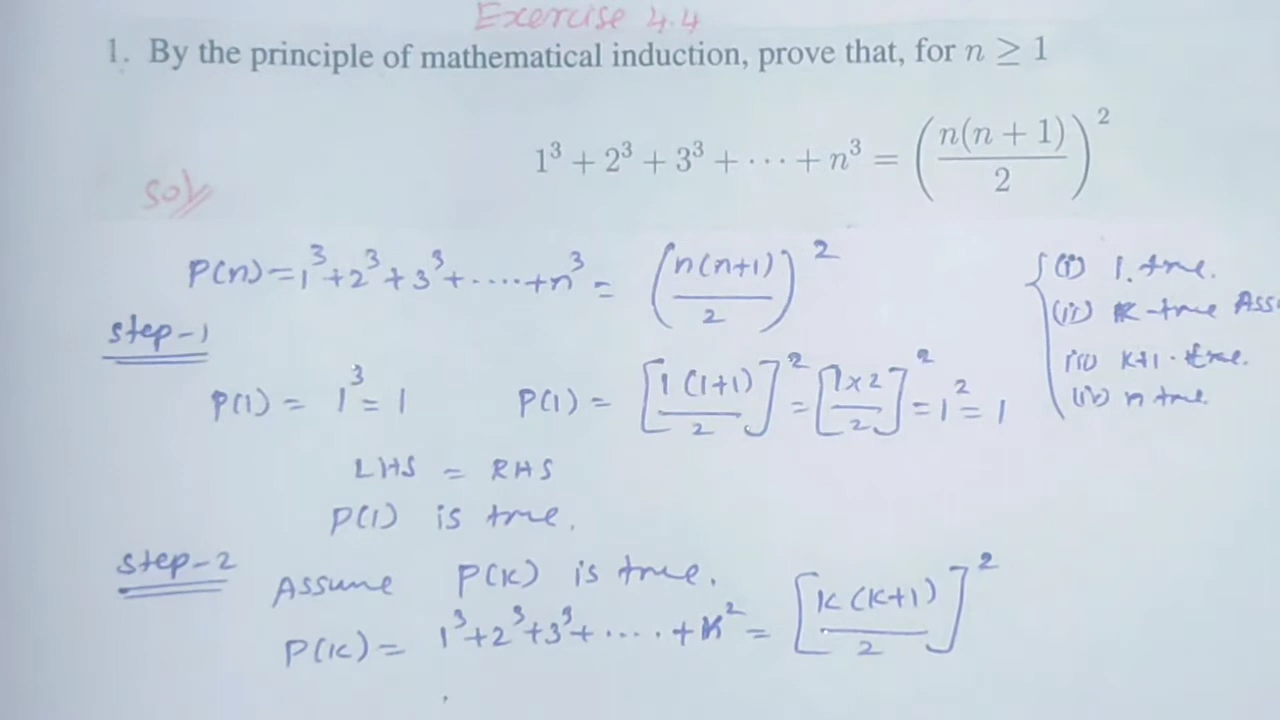 Exercise 4.4
1. By the principle of mathematical induction, prove that, for n ≥ 1
1³ + 2³ + 3³ + ⋯ + n³ = (n(n + 1)/2)²
Sol
P(n) = 1³ + 2³ + 3³ + ..... + n³ = (n(n+1)/2)²
(i) 1. true.
(ii) K - true Ass
step-1
iii) K+1 . true.
P(1) = 1³ = 1 P(1) = [1(1+1)/2]² = [1×2/2]² = 1² = 1
(iv) n true.
LHS = RHS
P(1) is true.
step-2
Assume P(K) is true.
P(K) = 1³ + 2³ + 3³ + .... + K² = [K(K+1)/2]²